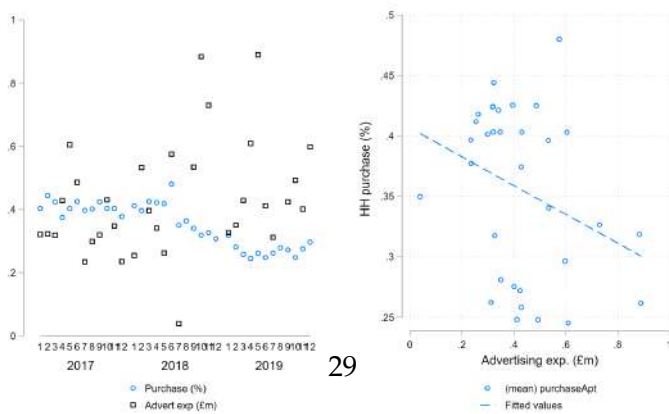 1
.8
.6
.4
.2
0
1 2 3 4 5 6 7 8 9 10 11 12 1 2 3 4 5 6 7 8 9 10 11 12 1 2 3 4 5 6 7 8 9 10 11 12
2017 2018 2019
Purchase (%)
Advert exp (£m)
29
HH purchase (%)
.5
.45
.4
.35
.3
.25
0 .2 .4 .6 .8 1
Advertising exp. (£m)
(mean) purchaseApt
Fitted values